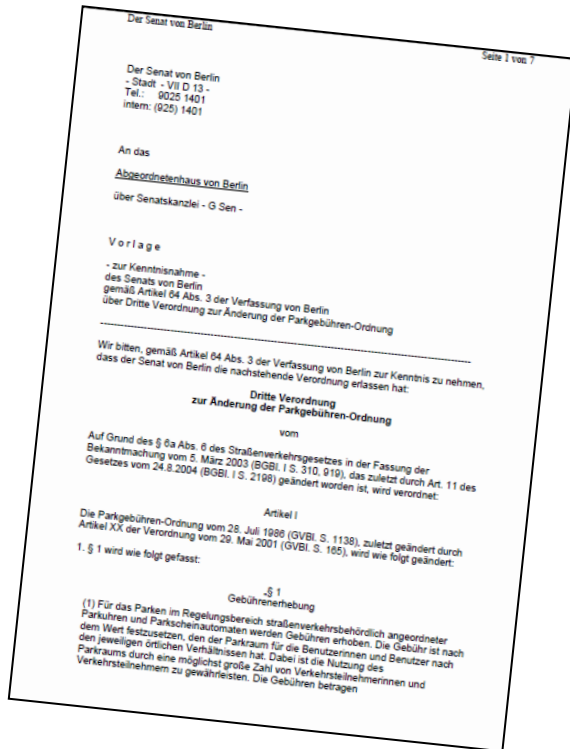 Der Senat von Berlin
Seite 1 von 7
Der Senat von Berlin
- Stadt - VII D 13 -
Tel.: 9025 1401
intern: (925) 1401
An das
Abgeordnetenhaus von Berlin
über Senatskanzlei - G Sen -
V o r l a g e
- zur Kenntnisnahme -
des Senats von Berlin
gemäß Artikel 64 Abs. 3 der Verfassung von Berlin
über Dritte Verordnung zur Änderung der Parkgebühren-Ordnung
Wir bitten, gemäß Artikel 64 Abs. 3 der Verfassung von Berlin zur Kenntnis zu nehmen,
dass der Senat von Berlin die nachstehende Verordnung erlassen hat:
Dritte Verordnung
zur Änderung der Parkgebühren-Ordnung
vom
Auf Grund des § 6a Abs. 6 des Straßenverkehrsgesetzes in der Fassung der
Bekanntmachung vom 5. März 2003 (BGBl. I S. 310, 919), das zuletzt durch Art. 11 des
Gesetzes vom 24.8.2004 (BGBl. I S. 2198) geändert worden ist, wird verordnet:
Artikel I
Die Parkgebühren-Ordnung vom 28. Juli 1986 (GVBl. S. 1138), zuletzt geändert durch
Artikel XX der Verordnung vom 29. Mai 2001 (GVBl. S. 165), wird wie folgt geändert:
1. § 1 wird wie folgt gefasst:
„§ 1
Gebührenerhebung
(1) Für das Parken im Regelungsbereich straßenverkehrsbehördlich angeordneter
Parkuhren und Parkscheinautomaten werden Gebühren erhoben. Die Gebühr ist nach
dem Wert festzusetzen, den der Parkraum für die Benutzerinnen und Benutzer nach
den jeweiligen örtlichen Verhältnissen hat. Dabei ist die Nutzung des
Parkraums durch eine möglichst große Zahl von Verkehrsteilnehmerinnen und
Verkehrsteilnehmern zu gewährleisten. Die Gebühren betragen